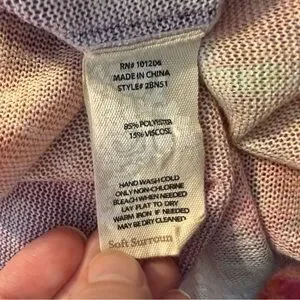 RN# 101206
MADE IN CHINA
STYLE# 2BN51
85% POLYESTER
15% VISCOSE
HAND WASH COLD
ONLY NON-CHLORINE
BLEACH WHEN NEEDED
LAY FLAT TO DRY
WARM IRON IF NEEDED
MAY BE DRY CLEANED
Soft Surroun